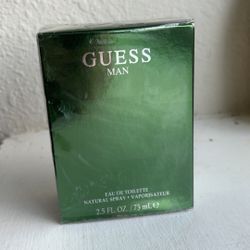 GUESS
MAN
EAU DE TOILETTE
NATURAL SPRAY • VAPORISATEUR
2.5 FL. OZ. / 75 mL ℮